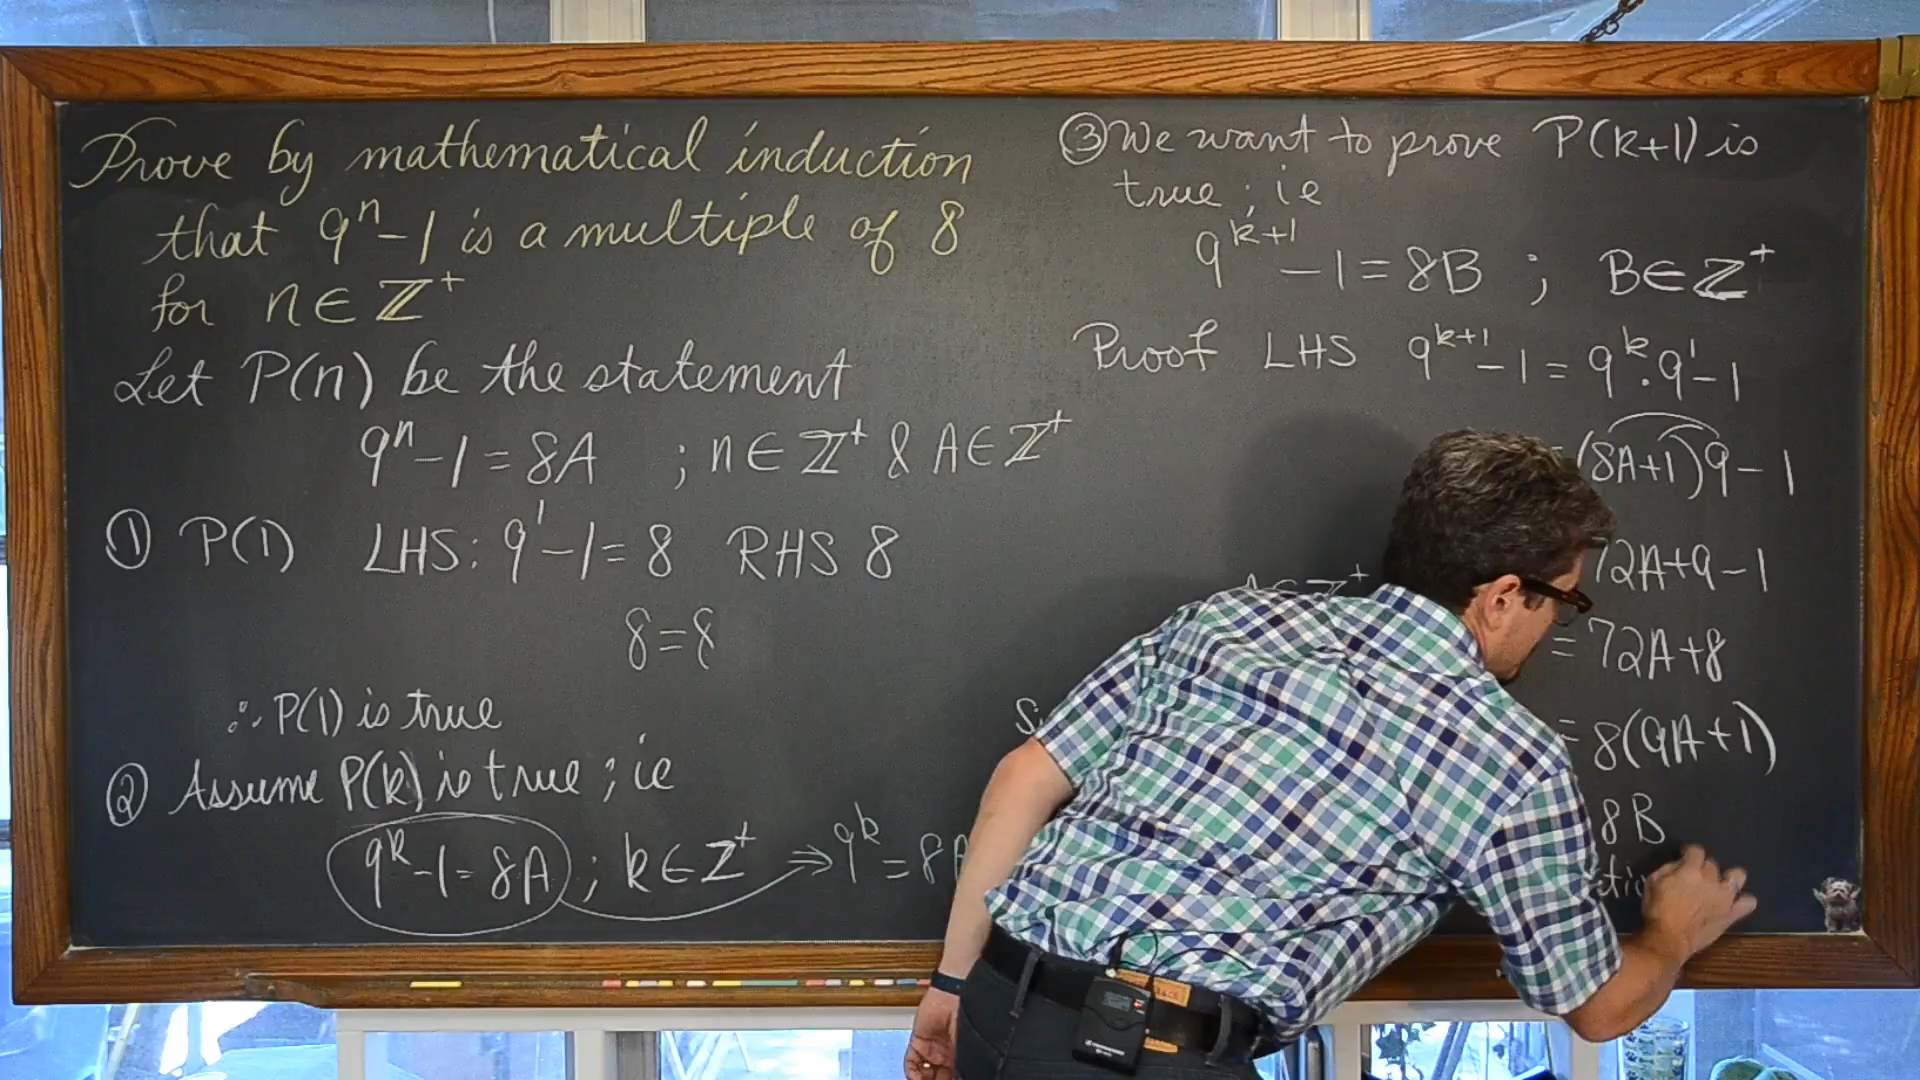 Prove by mathematical induction
that 9ⁿ-1 is a multiple of 8
for n∈ℤ⁺
Let P(n) be the statement
9ⁿ-1=8A ; n∈ℤ⁺ & A∈ℤ⁺
① P(1) LHS: 9¹-1=8 RHS 8
8=8
∴ P(1) is true
② Assume P(k) is true ; ie
9ᵏ-1=8A ; k∈ℤ⁺ ⇒ 9ᵏ=8A
③ We want to prove P(k+1) is
true ; ie
9ᵏ⁺¹-1=8B ; B∈ℤ⁺
Proof LHS 9ᵏ⁺¹-1=9ᵏ·9¹-1
=(8A+1)9-1
72A+9-1
=72A+8
=8(9A+1)
8B